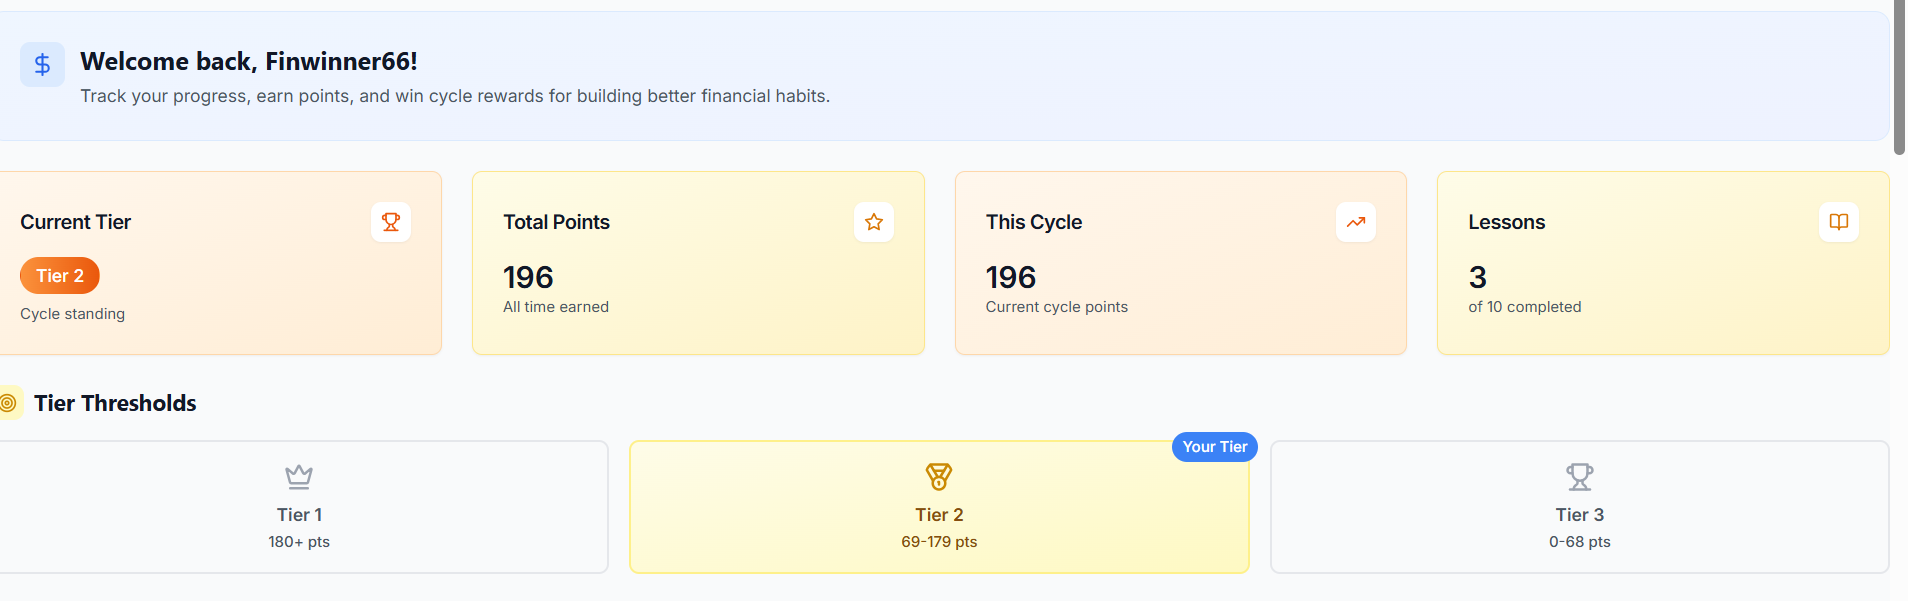 Welcome back, Finwinner66!
Track your progress, earn points, and win cycle rewards for building better financial habits.
Current Tier
Tier 2
Cycle standing
Total Points
196
All time earned
This Cycle
196
Current cycle points
Lessons
3
of 10 completed
Tier Thresholds
Tier 1
180+ pts
Your Tier
Tier 2
69-179 pts
Tier 3
0-68 pts